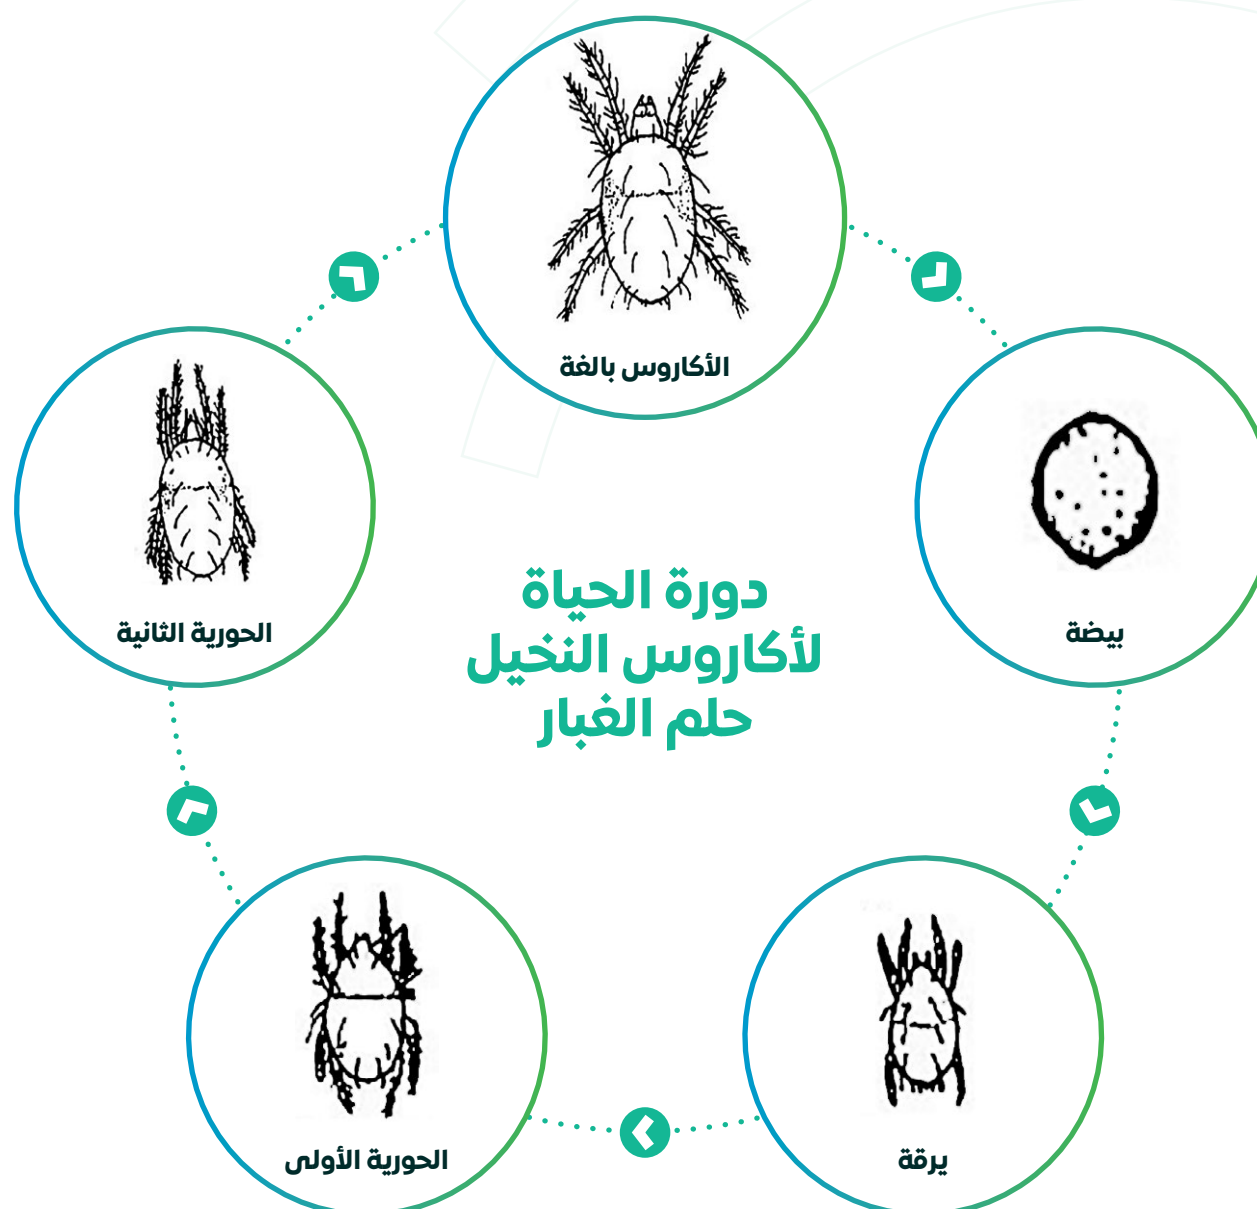 الأكاروس بالغة
بيضة
يرقة
الحورية الأولى
الحورية الثانية
دورة الحياة
لأكاروس النخيل
حلم الغبار